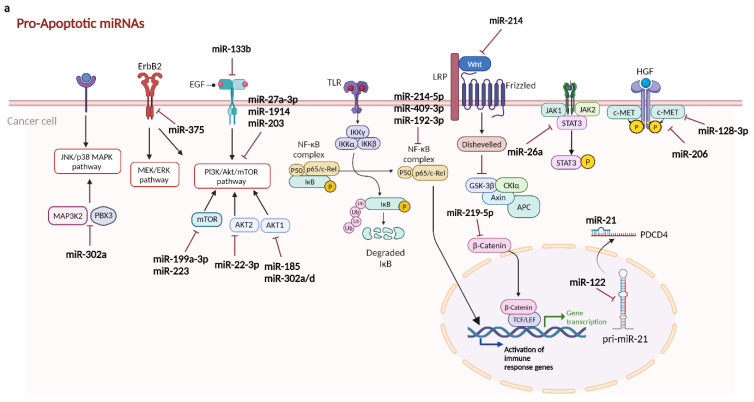 a
Pro-Apoptotic miRNAs
miR-214
miR-133b
ErbB2
EGF
TLR
LRP
Wnt
Frizzled
HGF
miR-27a-3p
miR-1914
miR-203
miR-214-5p
miR-409-3p
miR-192-3p
JAK1
JAK2
STAT3
c-MET
c-MET
P
P
Cancer cell
miR-375
miR-128-3p
miR-206
miR-26a
IKKγ
IKKα
IKKβ
Dishevelled
JNK/p38 MAPK
pathway
MEK/ERK
pathway
PI3K/Akt/mTOR
pathway
NF-κB
complex
P50
p65/c-Rel
IκB
P
NF-κB
complex
P50
p65/c-Rel
STAT3
P
GSK-3β
CKIα
Axin
APC
MAP3K2
PBX3
mTOR
AKT2
AKT1
Ub
Ub
Ub
Ub
IκB
P
miR-219-5p
miR-21
PDCD4
β-Catenin
miR-302a
miR-199a-3p
miR-223
miR-22-3p
miR-185
miR-302a/d
Degraded
IκB
miR-122
β-Catenin
TCF/LEF
Gene
transcription
pri-miR-21
Activation of
immune
response genes